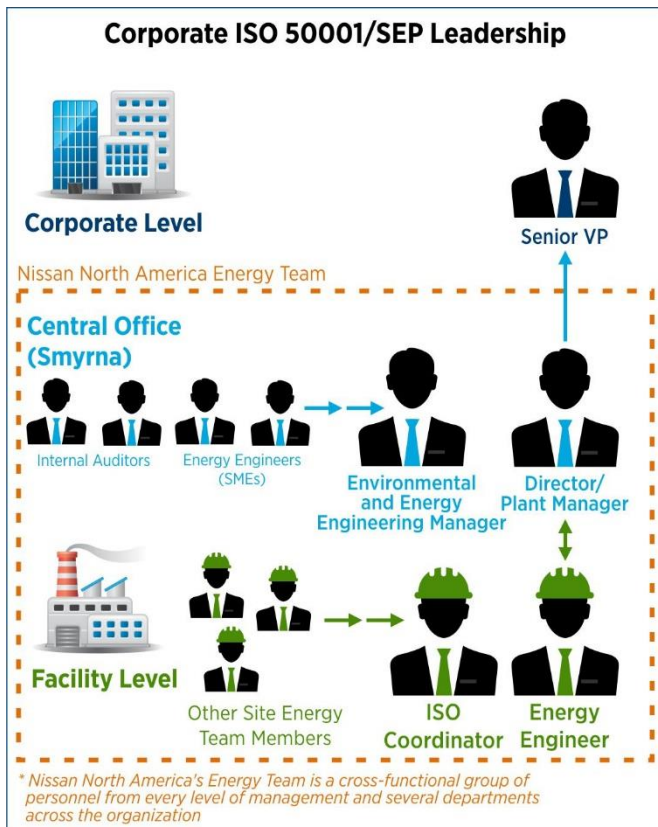 Corporate ISO 50001/SEP Leadership
Corporate Level
Senior VP
Nissan North America Energy Team
Central Office
(Smyrna)
Internal Auditors
Energy Engineers
(SMEs)
Environmental
and Energy
Engineering Manager
Director/
Plant Manager
Facility Level
Other Site Energy
Team Members
ISO
Coordinator
Energy
Engineer
* Nissan North America's Energy Team is a cross-functional group of
personnel from every level of management and several departments
across the organization